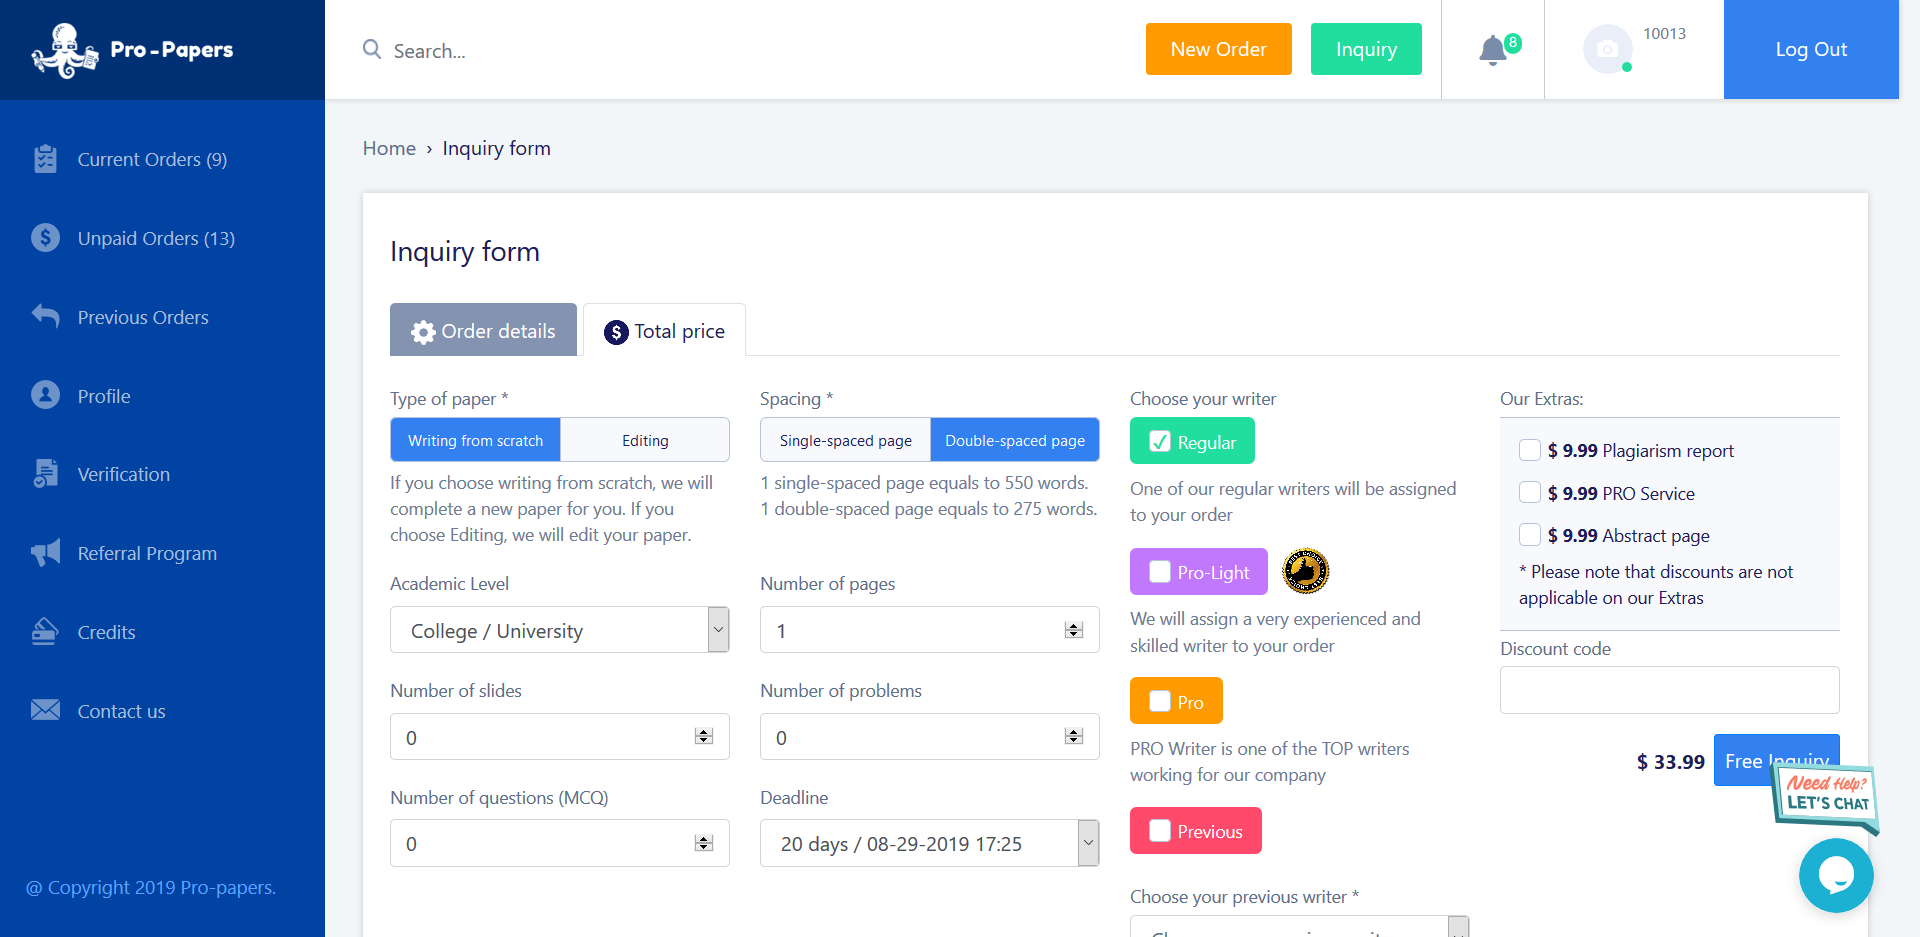 Pro-Papers
Search...
New Order
Inquiry
8
10013
Log Out
Current Orders (9)
Unpaid Orders (13)
Previous Orders
Profile
Verification
Referral Program
Credits
Contact us
@ Copyright 2019 Pro-papers.
Home › Inquiry form
Inquiry form
Order details
$ Total price
Type of paper *
Writing from scratch
Editing
If you choose writing from scratch, we will
complete a new paper for you. If you
choose Editing, we will edit your paper.
Academic Level
College / University
Number of slides
0
Number of questions (MCQ)
0
Spacing *
Single-spaced page
Double-spaced page
1 single-spaced page equals to 550 words.
1 double-spaced page equals to 275 words.
Number of pages
1
Number of problems
0
Deadline
20 days / 08-29-2019 17:25
Choose your writer
Regular
One of our regular writers will be assigned
to your order
Pro-Light
We will assign a very experienced and
skilled writer to your order
Pro
PRO Writer is one of the TOP writers
working for our company
Previous
Choose your previous writer *
Our Extras:
$ 9.99 Plagiarism report
$ 9.99 PRO Service
$ 9.99 Abstract page
* Please note that discounts are not
applicable on our Extras
Discount code
$ 33.99
Free Inquiry
Need Help?
LET'S CHAT